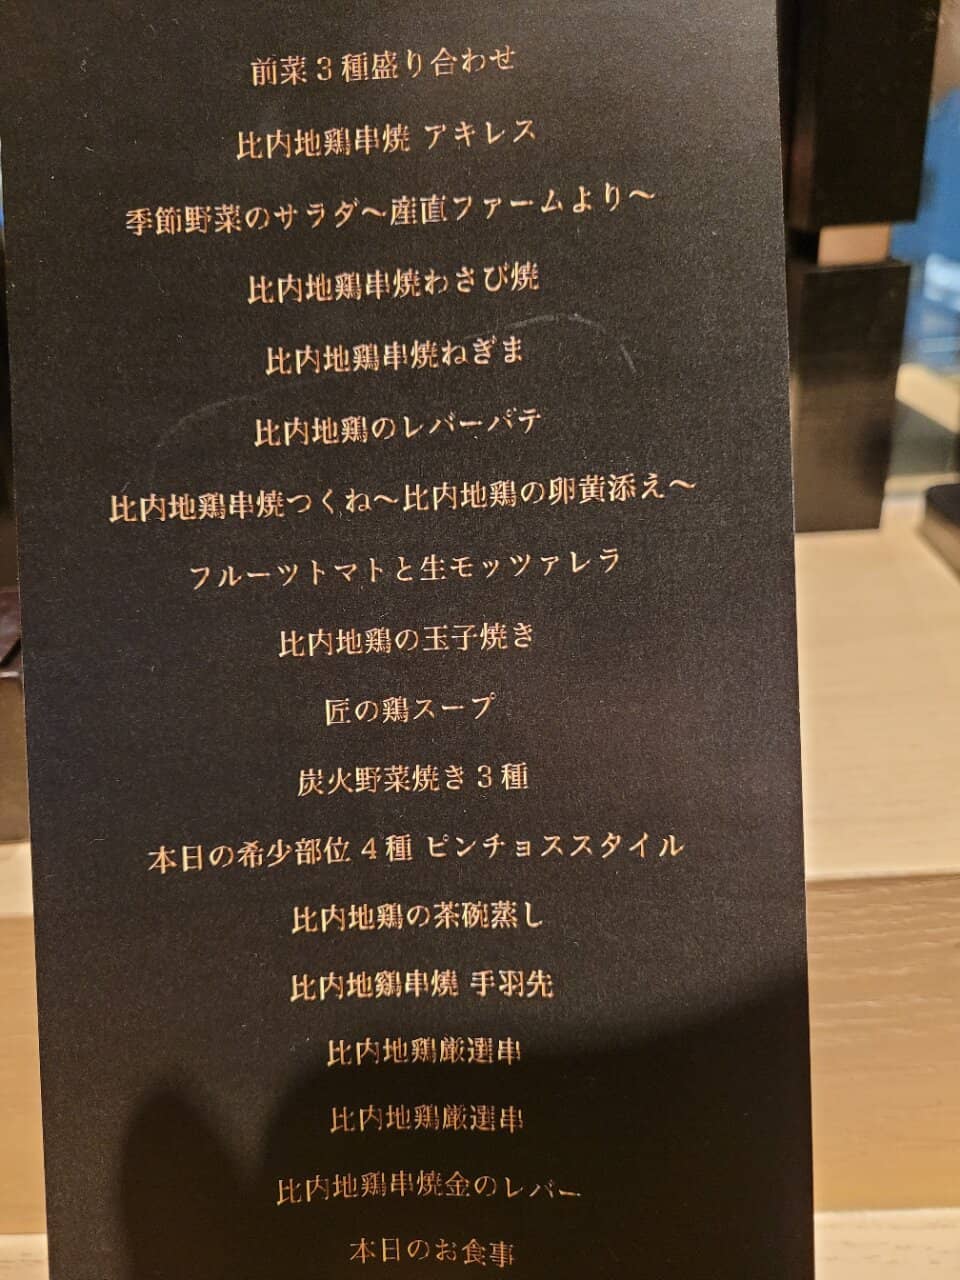 前菜3種盛り合わせ
比内地鶏串焼 アキレス
季節野菜のサラダ〜産直ファームより〜
比内地鶏串焼わさび焼
比内地鶏串焼ねぎま
比内地鶏のレバーパテ
比内地鶏串焼つくね〜比内地鶏の卵黄添え〜
フルーツトマトと生モッツァレラ
比内地鶏の玉子焼き
匠の鶏スープ
炭火野菜焼き3種
本日の希少部位4種 ピンチョススタイル
比内地鶏の茶碗蒸し
比内地鶏串焼 手羽先
比内地鶏厳選串
比内地鶏厳選串
比内地鶏串焼金のレバー
本日のお食事